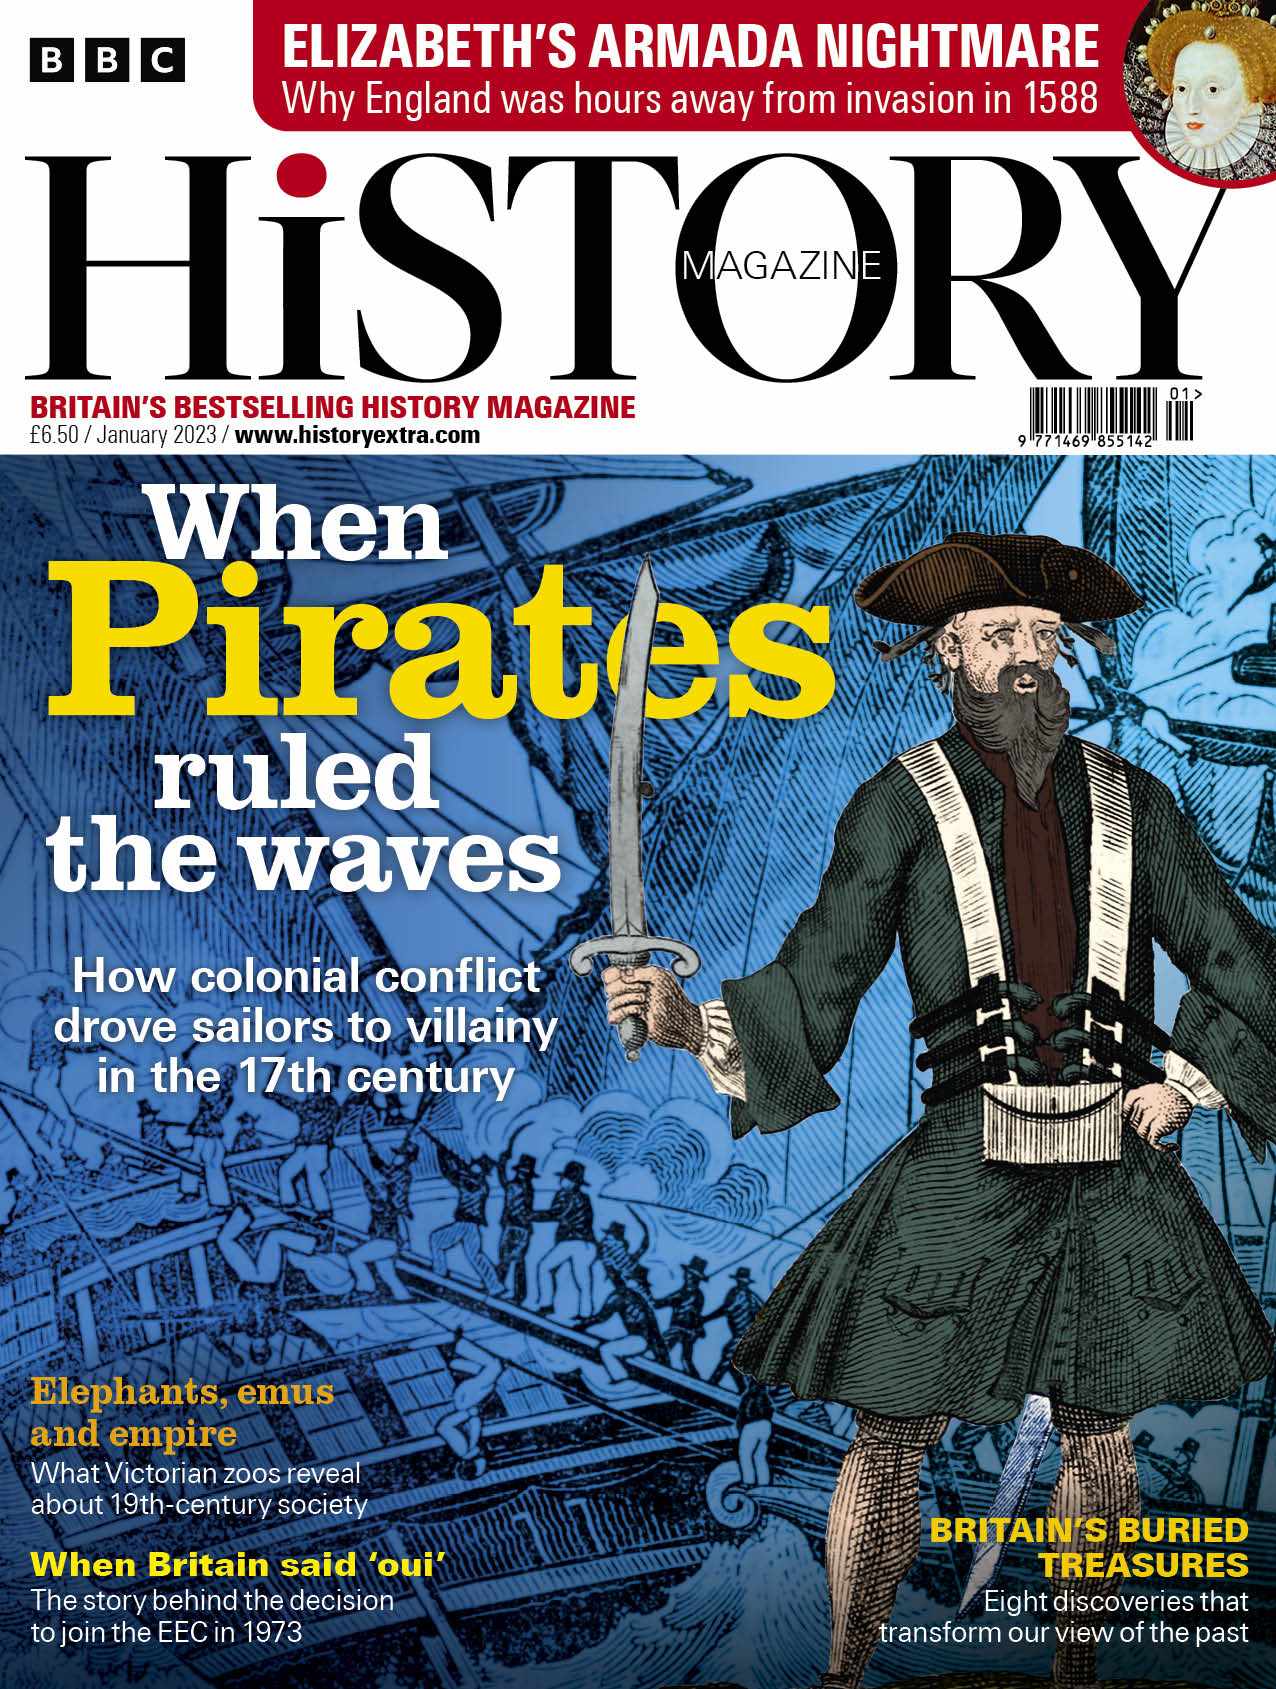 BBC
ELIZABETH'S ARMADA NIGHTMARE
Why England was hours away from invasion in 1588
HiSTORY
MAGAZINE
BRITAIN'S BESTSELLING HISTORY MAGAZINE
£6.50 / January 2023 / www.historyextra.com
01>
9 771469 855142
When
Pirates
ruled
the waves
How colonial conflict
drove sailors to villainy
in the 17th century
Elephants, emus
and empire
What Victorian zoos reveal
about 19th-century society
When Britain said ‘oui’
The story behind the decision
to join the EEC in 1973
BRITAIN'S BURIED
TREASURES
Eight discoveries that
transform our view of the past